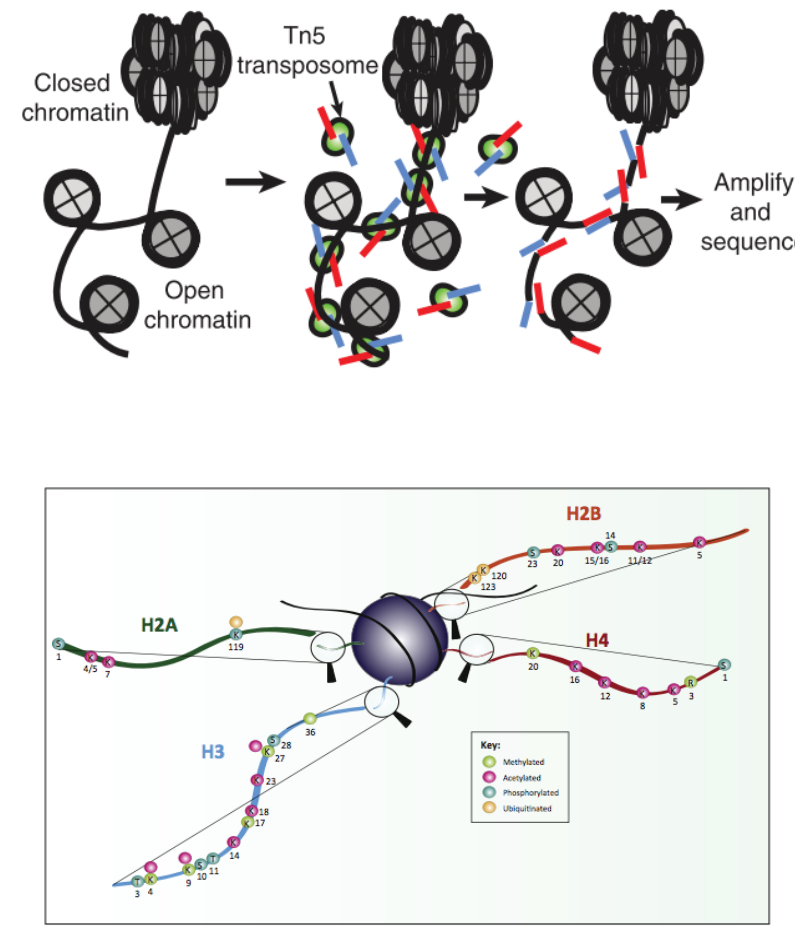 Tn5
transposome
Closed
chromatin
Open
chromatin
Amplify
and
sequenc
H2B
S 23
K 20
K 15/16
S 14
K 11/12
K 5
K 120
K 123
H2A
S 1
K 4/5
K 7
K 119
H4
K 20
K 16
K 12
K 8
K 5
R 3
S 1
H3
36
S 28
K 27
K 23
K 18
K 17
K 14
T 11
S 10
K 9
K 4
T 3
Key:
Methylated
Acetylated
Phosphorylated
Ubiquitinated